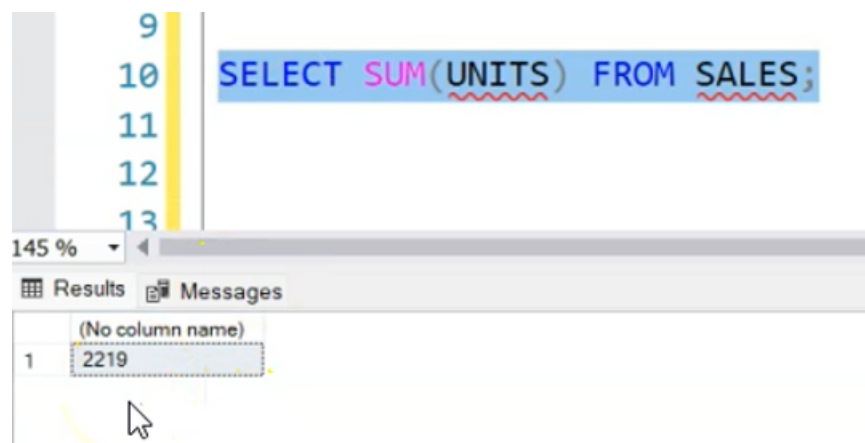 9
10 SELECT SUM(UNITS) FROM SALES;
11
12
13
145 %
Results Messages
(No column name)
1 2219